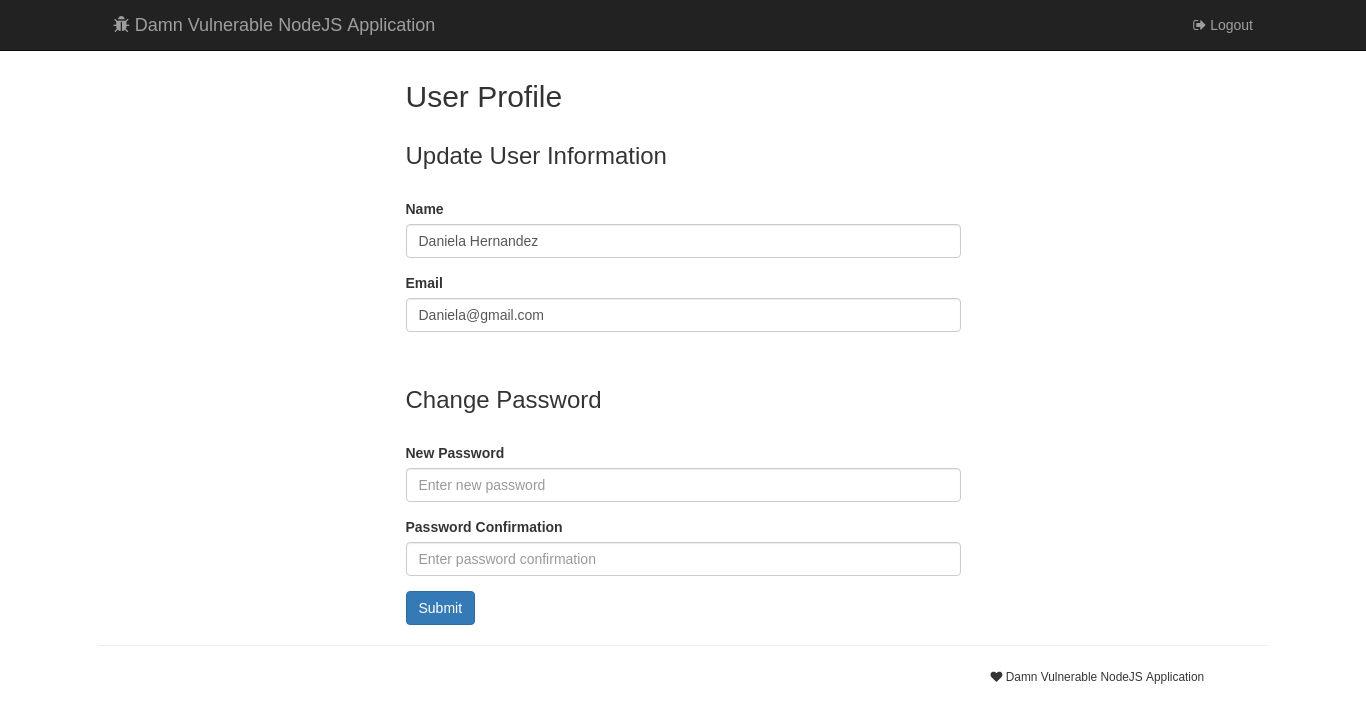 Damn Vulnerable NodeJS Application
Logout
User Profile
Update User Information
Name
Daniela Hernandez
Email
Daniela@gmail.com
Change Password
New Password
Enter new password
Password Confirmation
Enter password confirmation
Submit
Damn Vulnerable NodeJS Application